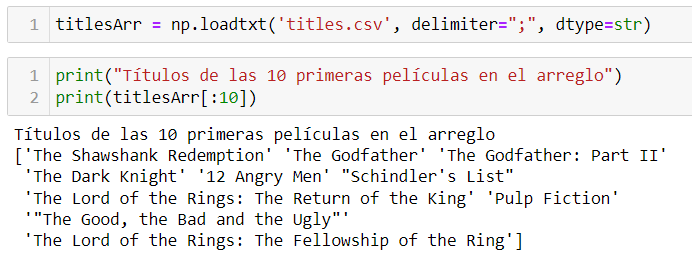 1 titlesArr = np.loadtxt('titles.csv', delimiter=";", dtype=str)
1 print("Títulos de las 10 primeras películas en el arreglo")
2 print(titlesArr[:10])
Títulos de las 10 primeras películas en el arreglo
['The Shawshank Redemption' 'The Godfather' 'The Godfather: Part II'
 'The Dark Knight' '12 Angry Men' "Schindler's List"
 'The Lord of the Rings: The Return of the King' 'Pulp Fiction'
 '"The Good, the Bad and the Ugly"'
 'The Lord of the Rings: The Fellowship of the Ring']